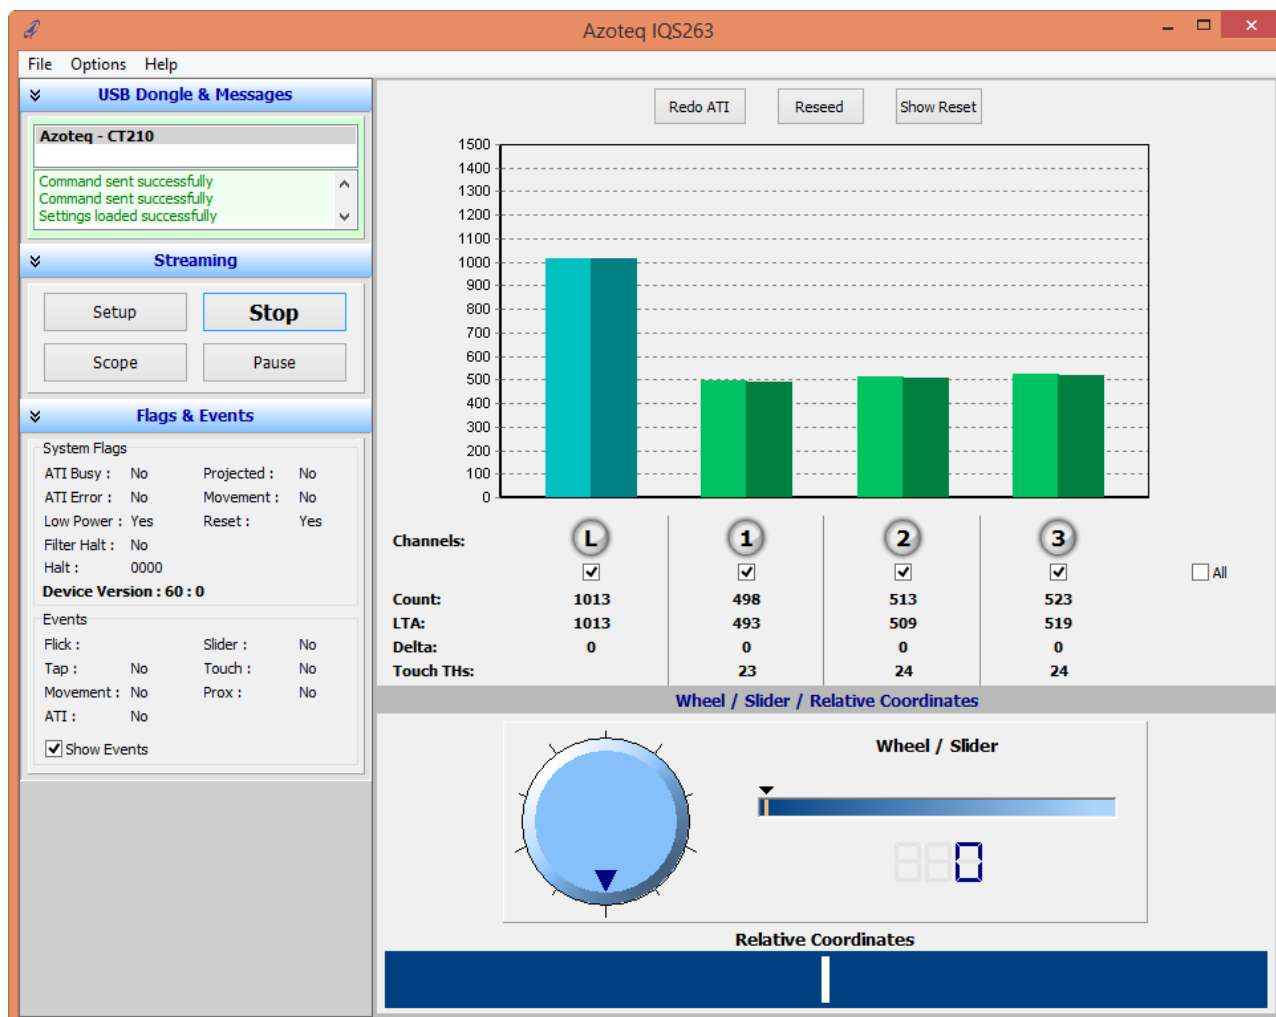 Azoteq IQS263
File Options Help
USB Dongle & Messages
Azoteq - CT210
Command sent successfully
Command sent successfully
Settings loaded successfully
Streaming
Setup Stop
Scope Pause
Flags & Events
System Flags
ATI Busy : No Projected : No
ATI Error : No Movement : No
Low Power : Yes Reset : Yes
Filter Halt : No
Halt : 0000
Device Version : 60 : 0
Events
Flick : Slider : No
Tap : No Touch : No
Movement : No Prox : No
ATI : No
Show Events
Redo ATI Reseed Show Reset
1500
1400
1300
1200
1100
1000
900
800
700
600
500
400
300
200
100
0
Channels: L 1 2 3
All
Count: 1013 498 513 523
LTA: 1013 493 509 519
Delta: 0 0 0 0
Touch THs: 23 24 24
Wheel / Slider / Relative Coordinates
Wheel / Slider
0
Relative Coordinates